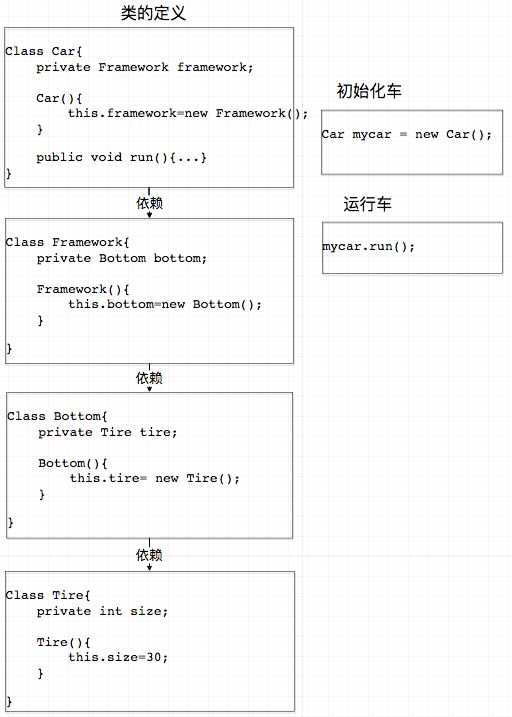 类的定义
Class Car{
    private Framework framework;
    Car(){
        this.framework=new Framework();
    }
    public void run(){...}
}
依赖
Class Framework{
    private Bottom bottom;
    Framework(){
        this.bottom=new Bottom();
    }
}
依赖
Class Bottom{
    private Tire tire;
    Bottom(){
        this.tire= new Tire();
    }
}
依赖
Class Tire{
    private int size;
    Tire(){
        this.size=30;
    }
}
初始化车
Car mycar = new Car();
运行车
mycar.run();